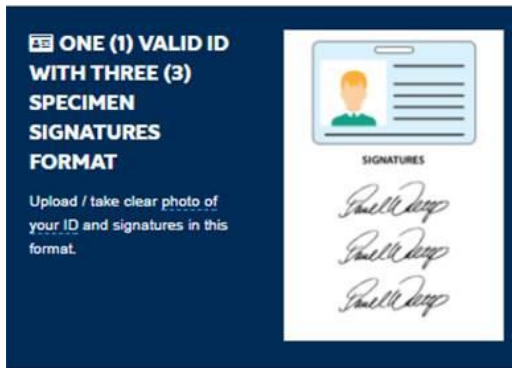 ONE (1) VALID ID
WITH THREE (3)
SPECIMEN
SIGNATURES
FORMAT
Upload / take clear photo of
your ID and signatures in this
format.
SIGNATURES